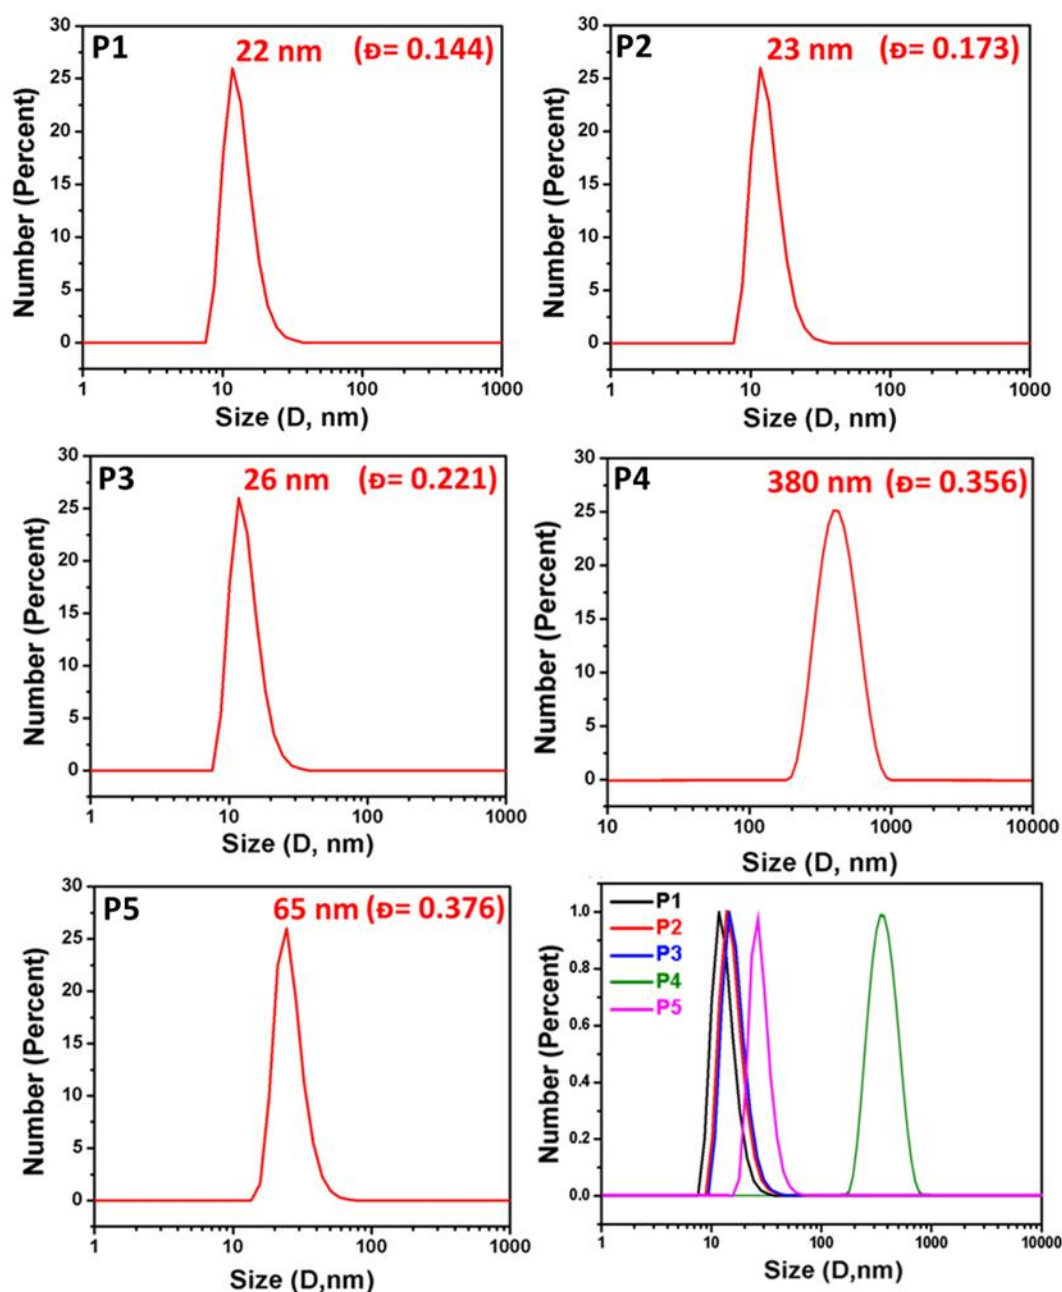 P1
22 nm (Đ= 0.144)
30
25
20
15
10
5
0
Number (Percent)
1 10 100 1000
Size (D, nm)
P2
23 nm (Đ= 0.173)
30
25
20
15
10
5
0
Number (Percent)
1 10 100 1000
Size (D, nm)
P3
26 nm (Đ= 0.221)
30
25
20
15
10
5
0
Number (Percent)
1 10 100 1000
Size (D, nm)
P4
380 nm (Đ= 0.356)
30
25
20
15
10
5
0
Number (Percent)
10 100 1000 10000
Size (D, nm)
P5
65 nm (Đ= 0.376)
30
25
20
15
10
5
0
Number (Percent)
1 10 100 1000
Size (D,nm)
P1
P2
P3
P4
P5
1.0
0.8
0.6
0.4
0.2
0.0
Number (Percent)
1 10 100 1000 10000
Size (D,nm)